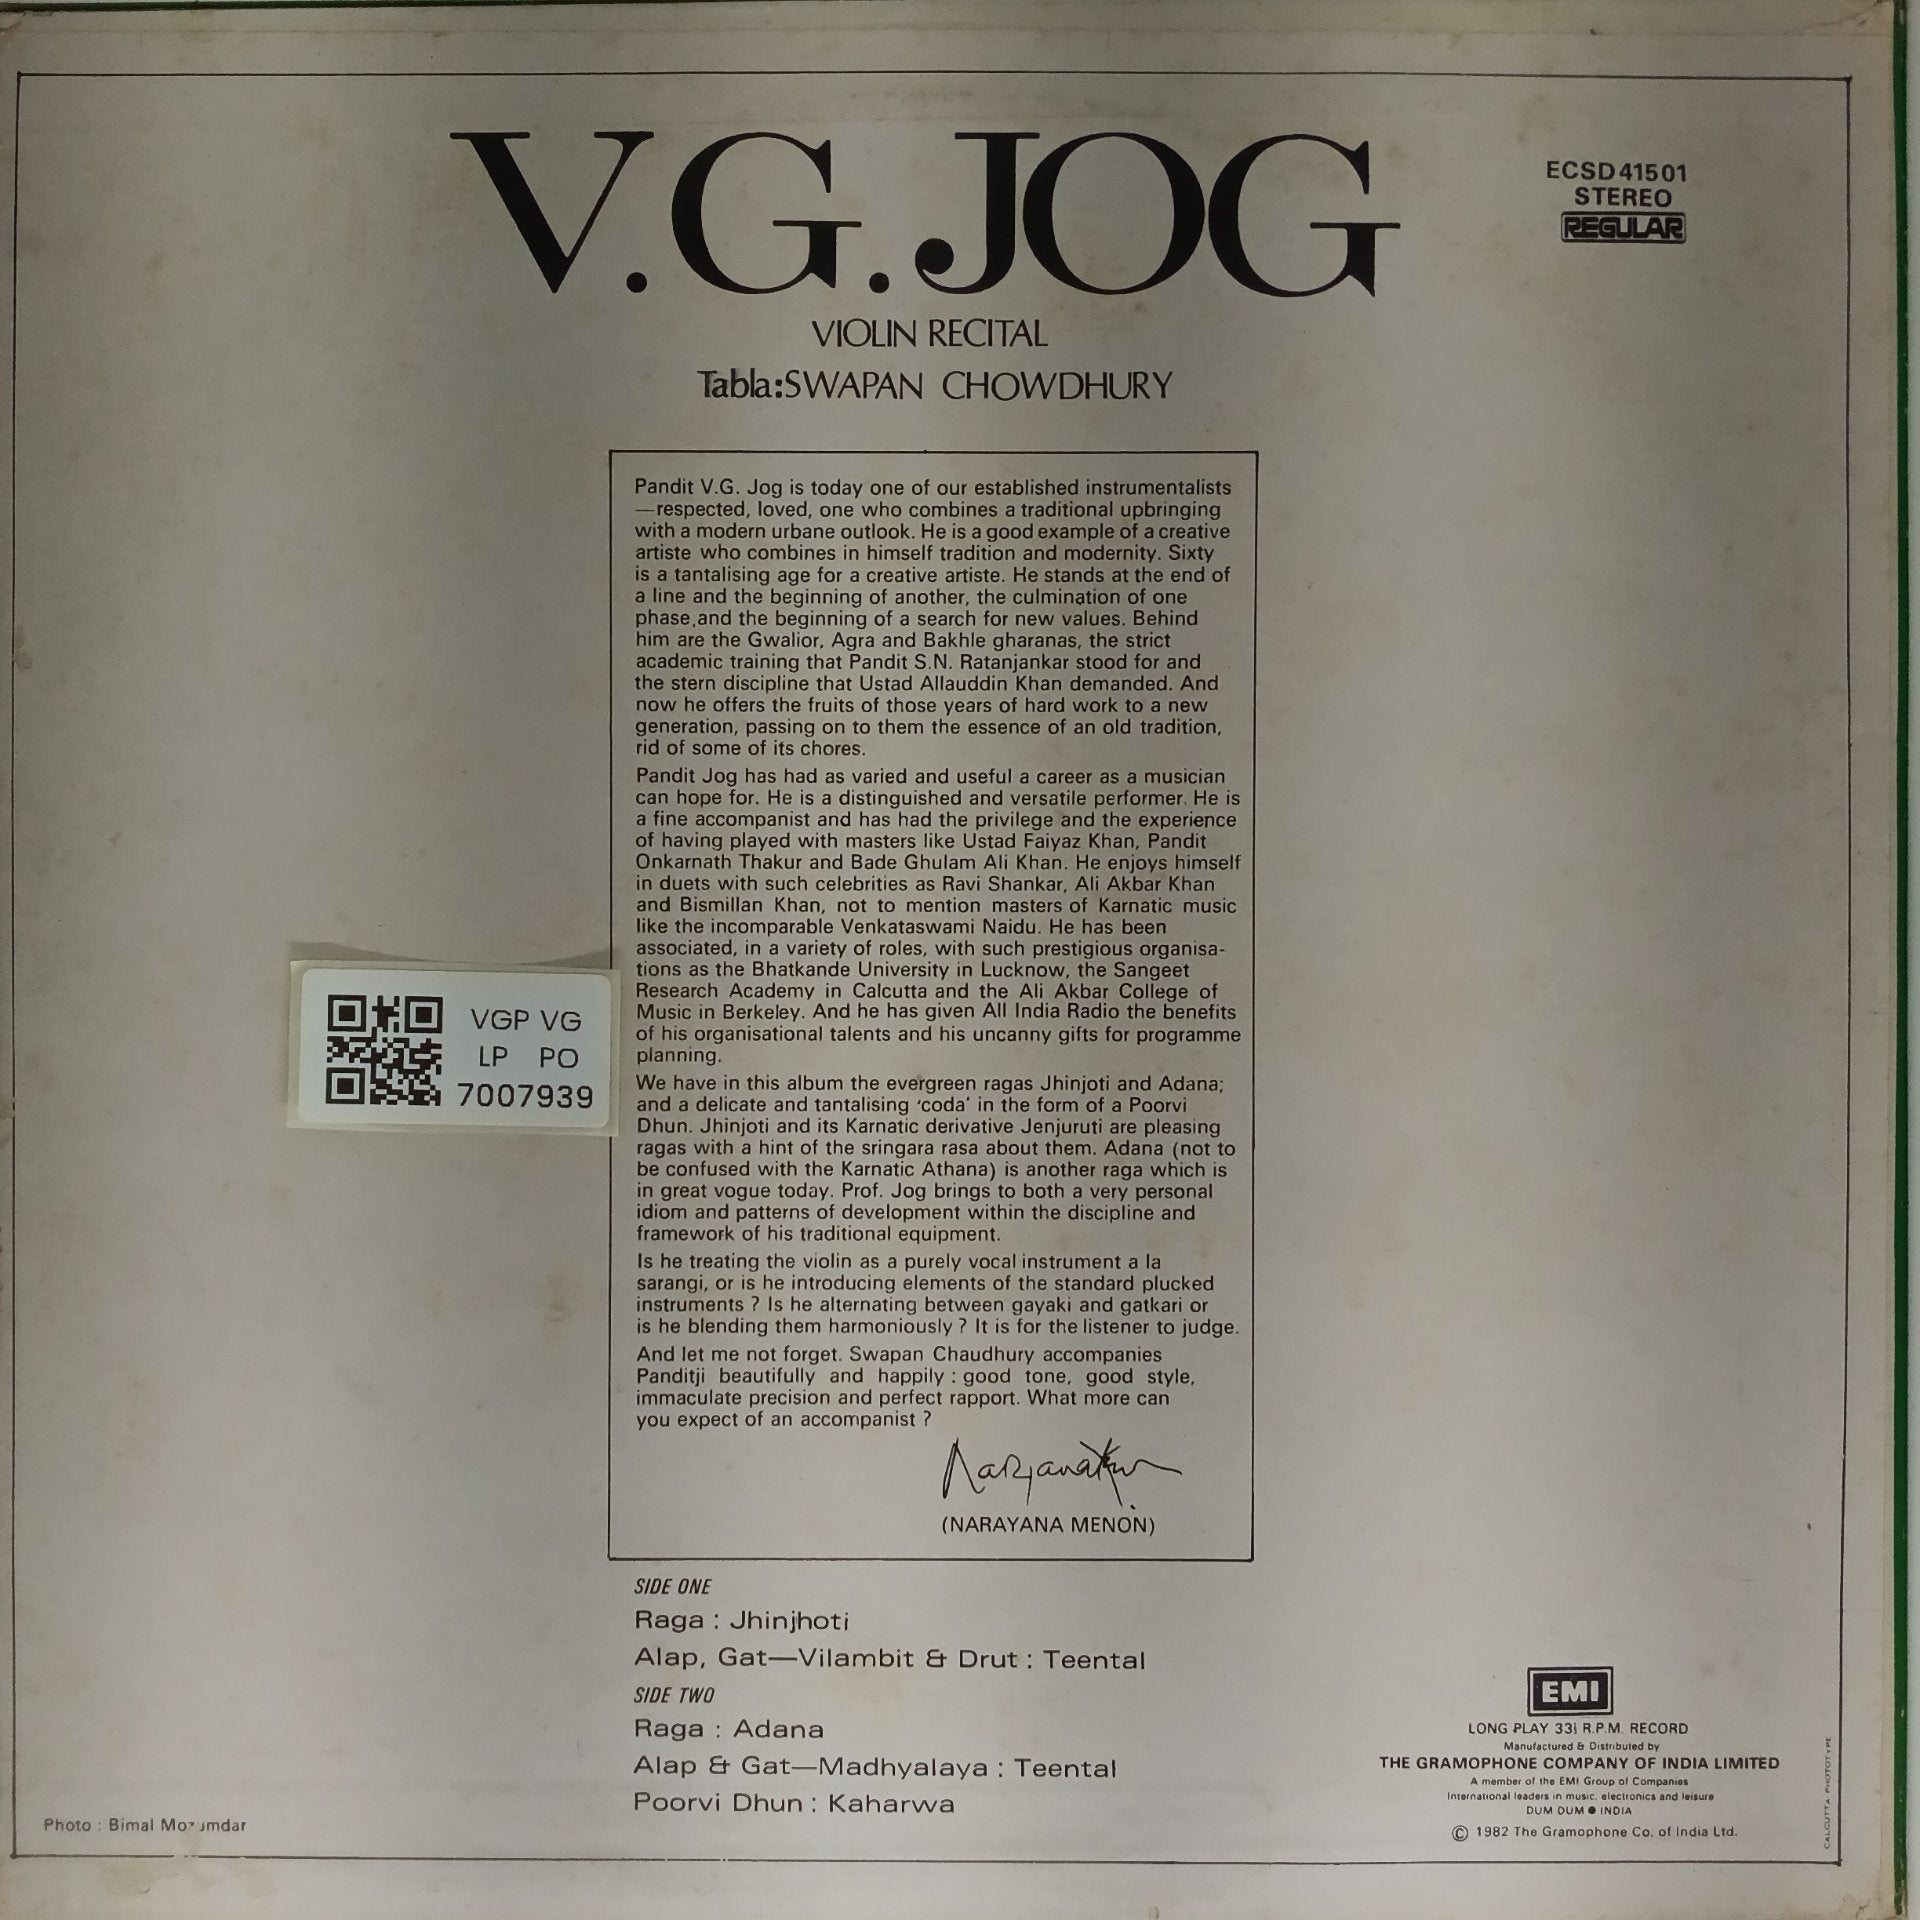 V.G.JOG
ECSD41501
STEREO
REGULAR
VIOLIN RECITAL
Tabla:SWAPAN CHOWDHURY
Pandit V.G. Jog is today one of our established instrumentalists
—respected, loved, one who combines a traditional upbringing
with a modern urbane outlook. He is a good example of a creative
artiste who combines in himself tradition and modernity. Sixty
is a tantalising age for a creative artiste. He stands at the end of
a line and the beginning of another, the culmination of one
phase,and the beginning of a search for new values. Behind
him are the Gwalior, Agra and Bakhle gharanas, the strict
academic training that Pandit S.N. Ratanjankar stood for and
the stern discipline that Ustad Allauddin Khan demanded. And
now he offers the fruits of those years of hard work to a new
generation, passing on to them the essence of an old tradition,
rid of some of its chores.
Pandit Jog has had as varied and useful a career as a musician
can hope for. He is a distinguished and versatile performer. He is
a fine accompanist and has had the privilege and the experience
of having played with masters like Ustad Faiyaz Khan, Pandit
Onkarnath Thakur and Bade Ghulam Ali Khan. He enjoys himself
in duets with such celebrities as Ravi Shankar, Ali Akbar Khan
and Bismillan Khan, not to mention masters of Karnatic music
like the incomparable Venkataswami Naidu. He has been
associated, in a variety of roles, with such prestigious organisa-
tions as the Bhatkande University in Lucknow, the Sangeet
Research Academy in Calcutta and the Ali Akbar College of
Music in Berkeley. And he has given All India Radio the benefits
of his organisational talents and his uncanny gifts for programme
planning.
We have in this album the evergreen ragas Jhinjoti and Adana;
and a delicate and tantalising 'coda' in the form of a Poorvi
Dhun. Jhinjoti and its Karnatic derivative Jenjuruti are pleasing
ragas with a hint of the sringara rasa about them. Adana (not to
be confused with the Karnatic Athana) is another raga which is
in great vogue today. Prof. Jog brings to both a very personal
idiom and patterns of development within the discipline and
framework of his traditional equipment.
Is he treating the violin as a purely vocal instrument a la
sarangi, or is he introducing elements of the standard plucked
instruments ? Is he alternating between gayaki and gatkari or
is he blending them harmoniously ? It is for the listener to judge.
And let me not forget. Swapan Chaudhury accompanies
Panditji beautifully and happily : good tone, good style,
immaculate precision and perfect rapport. What more can
you expect of an accompanist ?
(NARAYANA MENON)
VGP VG
LP PO
7007939
SIDE ONE
Raga : Jhinjhoti
Alap, Gat—Vilambit & Drut : Teental
SIDE TWO
Raga : Adana
Alap & Gat—Madhyalaya : Teental
Poorvi Dhun : Kaharwa
Photo : Bimal
EMI
LONG PLAY 33⅓ R.P.M. RECORD
Manufactured & Distributed by
THE GRAMOPHONE COMPANY OF INDIA LIMITED
A member of the EMI Group of Companies
International leaders in music, electronics and leisure
DUM DUM ● INDIA
© 1982 The Gramophone Co. of India Ltd.
CALCUTTA PHOTOTYPE